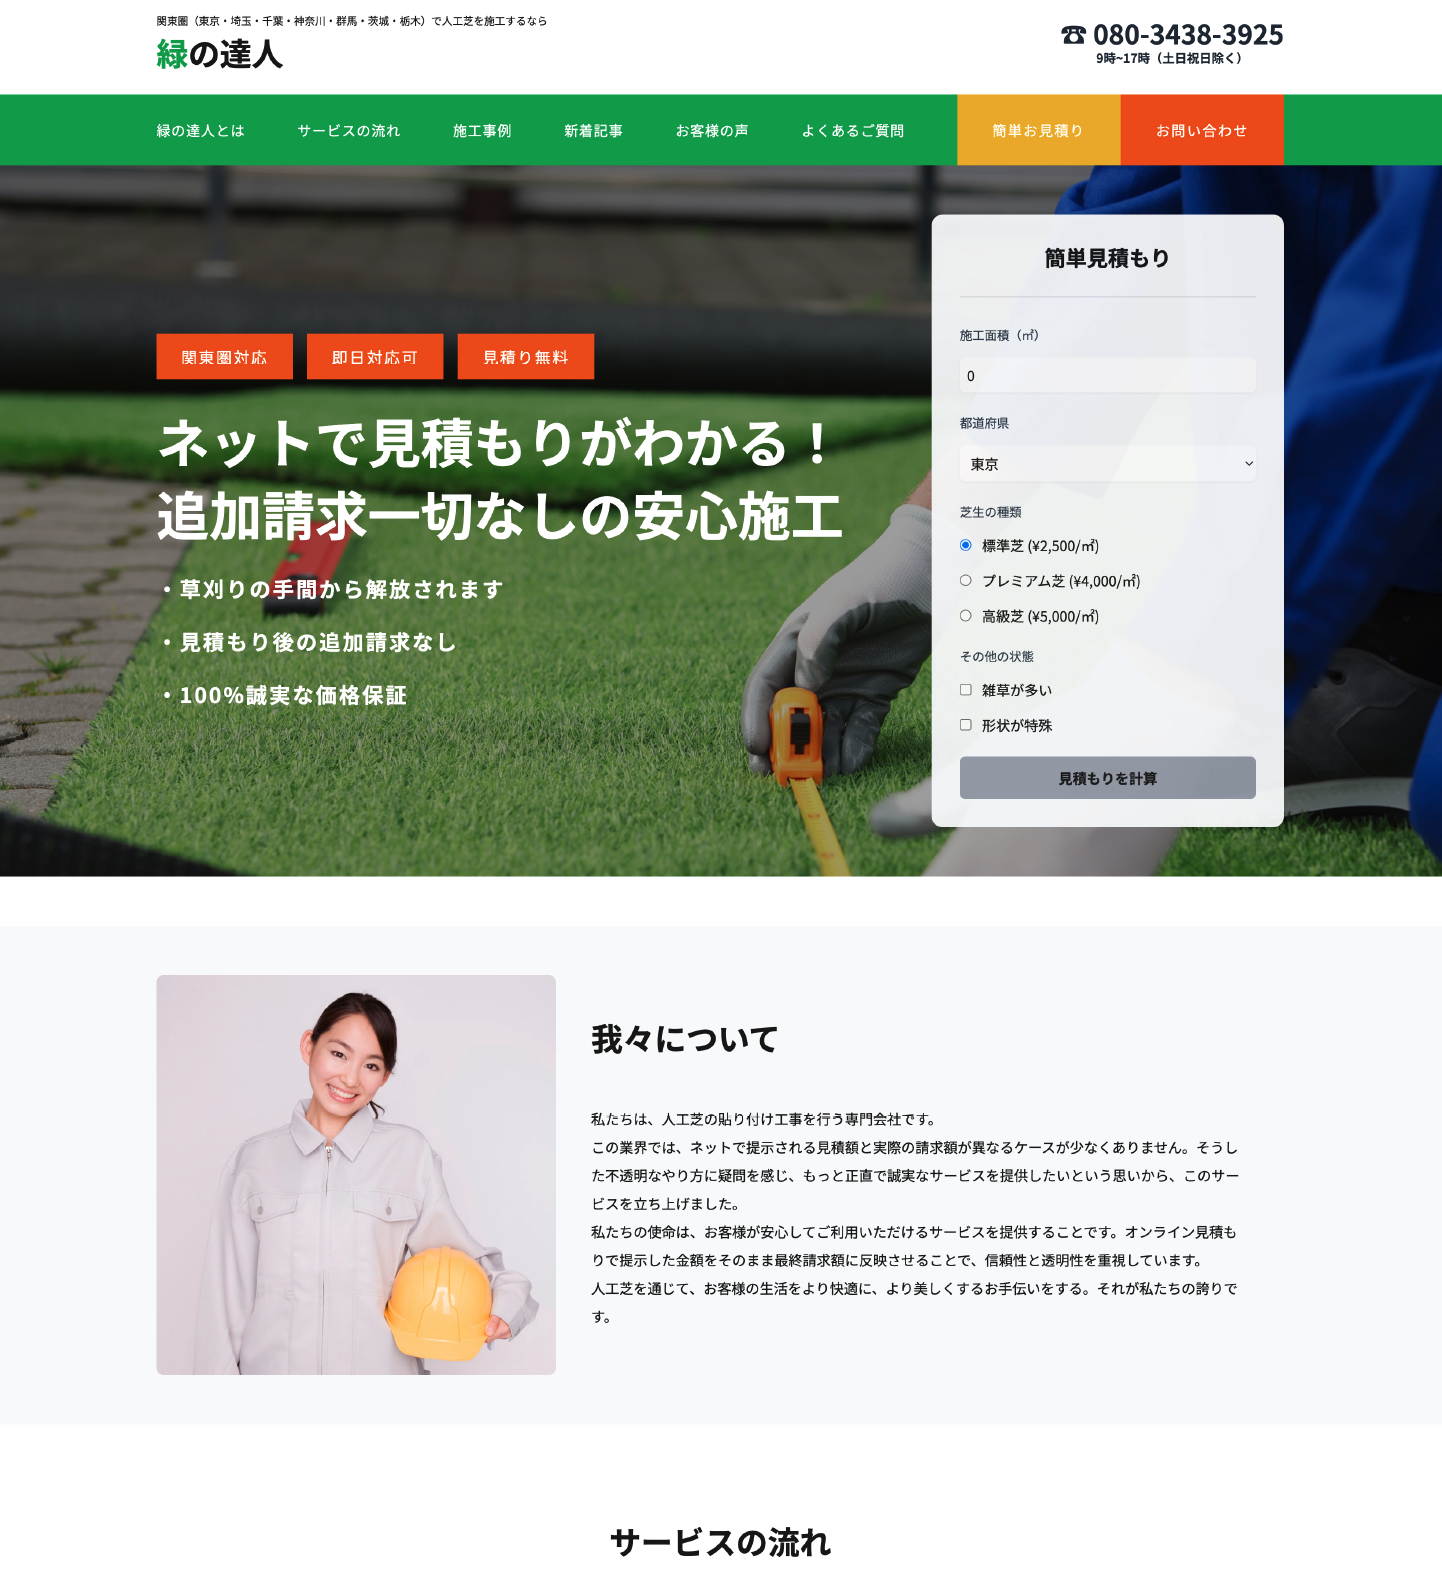 関東圏（東京・埼玉・千葉・神奈川・群馬・茨城・栃木）で人工芝を施工するなら
緑の達人
☎ 080-3438-3925
9時~17時（土日祝日除く）
緑の達人とは
サービスの流れ
施工事例
新着記事
お客様の声
よくあるご質問
簡単お見積り
お問い合わせ
関東圏対応
即日対応可
見積り無料
ネットで見積もりがわかる！
追加請求一切なしの安心施工
・草刈りの手間から解放されます
・見積もり後の追加請求なし
・100%誠実な価格保証
簡単見積もり
施工面積（㎡）
0
都道府県
東京
芝生の種類
標準芝 (¥2,500/㎡)
プレミアム芝 (¥4,000/㎡)
高級芝 (¥5,000/㎡)
その他の状態
雑草が多い
形状が特殊
見積もりを計算
我々について
私たちは、人工芝の貼り付け工事を行う専門会社です。
この業界では、ネットで提示される見積額と実際の請求額が異なるケースが少なくありません。そうし
た不透明なやり方に疑問を感じ、もっと正直で誠実なサービスを提供したいという思いから、このサー
ビスを立ち上げました。
私たちの使命は、お客様が安心してご利用いただけるサービスを提供することです。オンライン見積も
りで提示した金額をそのまま最終請求額に反映させることで、信頼性と透明性を重視しています。
人工芝を通じて、お客様の生活をより快適に、より美しくするお手伝いをする。それが私たちの誇りで
す。
サービスの流れ